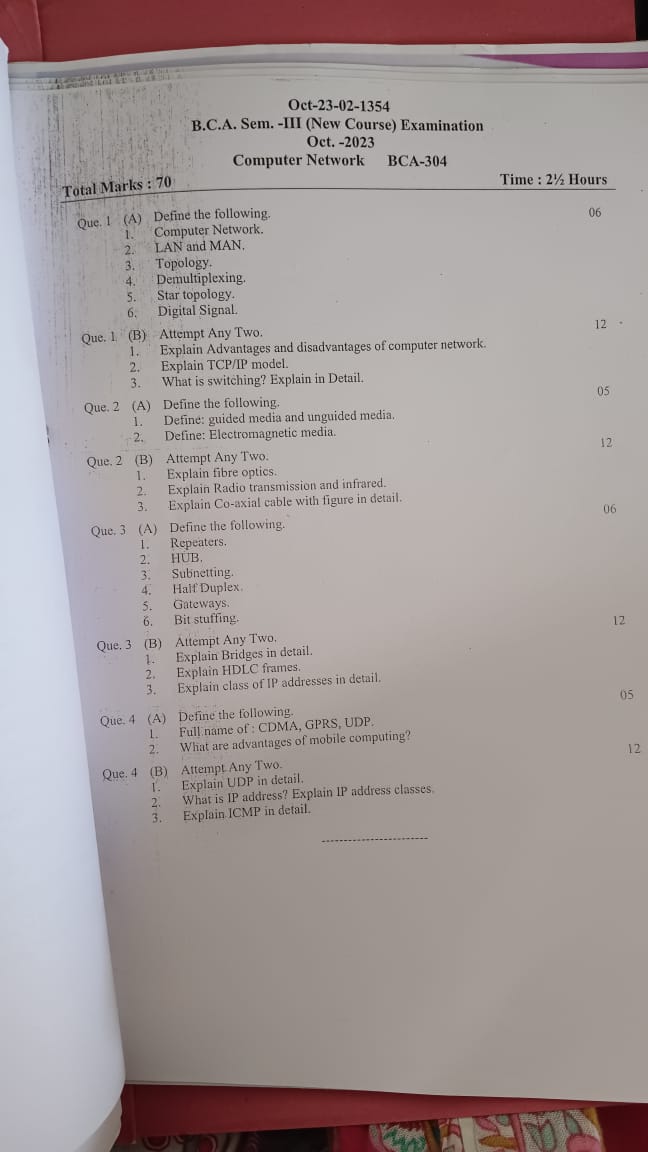 Oct-23-02-1354
B.C.A. Sem. -III (New Course) Examination
Oct. -2023
Computer Network BCA-304
Total Marks : 70 Time : 2½ Hours
Que. 1 (A) Define the following. 06
1. Computer Network.
2. LAN and MAN.
3. Topology.
4. Demultiplexing.
5. Star topology.
6. Digital Signal.
Que. 1 (B) Attempt Any Two. 12
1. Explain Advantages and disadvantages of computer network.
2. Explain TCP/IP model.
3. What is switching? Explain in Detail.
Que. 2 (A) Define the following. 05
1. Define: guided media and unguided media.
2. Define: Electromagnetic media.
Que. 2 (B) Attempt Any Two. 12
1. Explain fibre optics.
2. Explain Radio transmission and infrared.
3. Explain Co-axial cable with figure in detail.
Que. 3 (A) Define the following. 06
1. Repeaters.
2. HUB.
3. Subnetting.
4. Half Duplex.
5. Gateways.
6. Bit stuffing.
Que. 3 (B) Attempt Any Two. 12
1. Explain Bridges in detail.
2. Explain HDLC frames.
3. Explain class of IP addresses in detail.
Que. 4 (A) Define the following. 05
1. Full name of : CDMA, GPRS, UDP.
2. What are advantages of mobile computing?
Que. 4 (B) Attempt Any Two. 12
1. Explain UDP in detail.
2. What is IP address? Explain IP address classes.
3. Explain ICMP in detail.